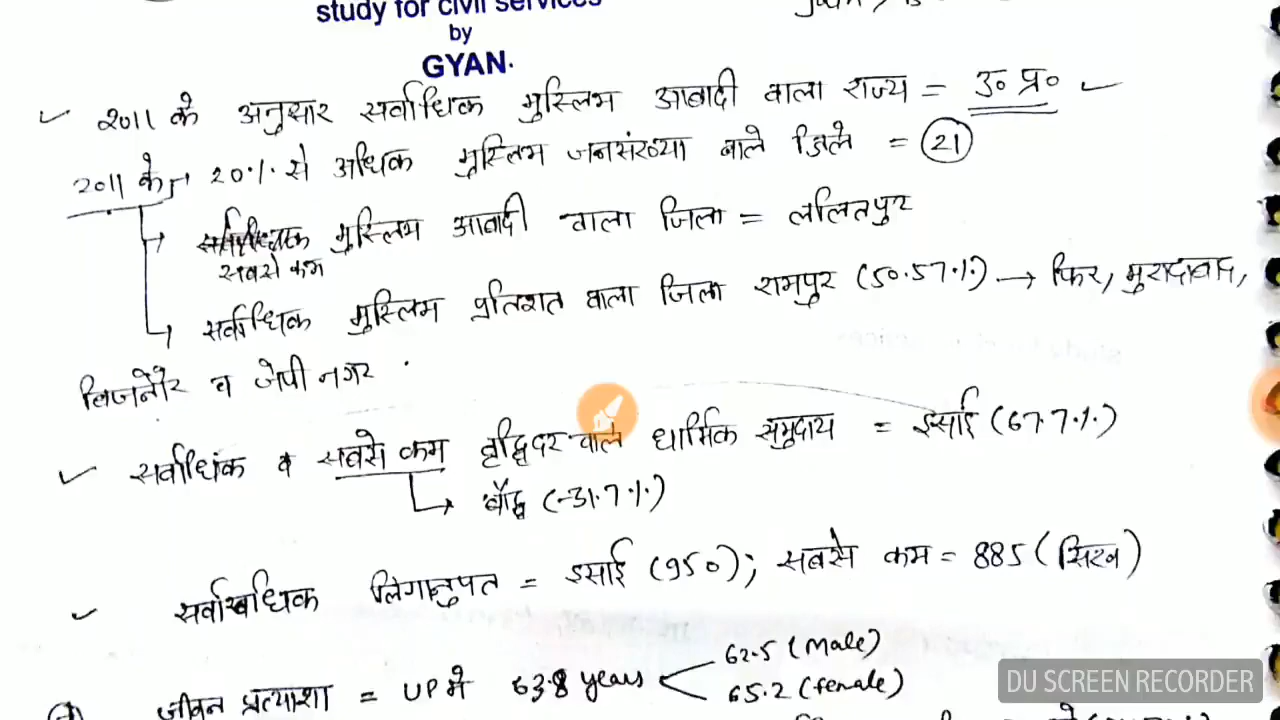 study for civil services
by
GYAN.
2011 के अनुसार सर्वाधिक मुस्लिम आबादी वाला राज्य = उ० प्र०
2011 के 20% से अधिक मुस्लिम जनसंख्या वाले जिले = 21
सबसे कम मुस्लिम आबादी वाला जिला = ललितपुर
सर्वाधिक मुस्लिम प्रतिशत वाला जिला रामपुर (50.57%) → फिर, मुरादाबाद,
बिजनौर व जेपी नगर
सर्वाधिक व सबसे कम वृद्धिदर वाले धार्मिक समुदाय = इसाई (67.7%)
बौद्ध (-31.7%)
सर्वाधिक लिंगानुपत = इसाई (950); सबसे कम = 885 (सिख)
जीवन प्रत्याशा = UP में 63.8 years
62.5 (male)
65.2 (female)
DU SCREEN RECORDER